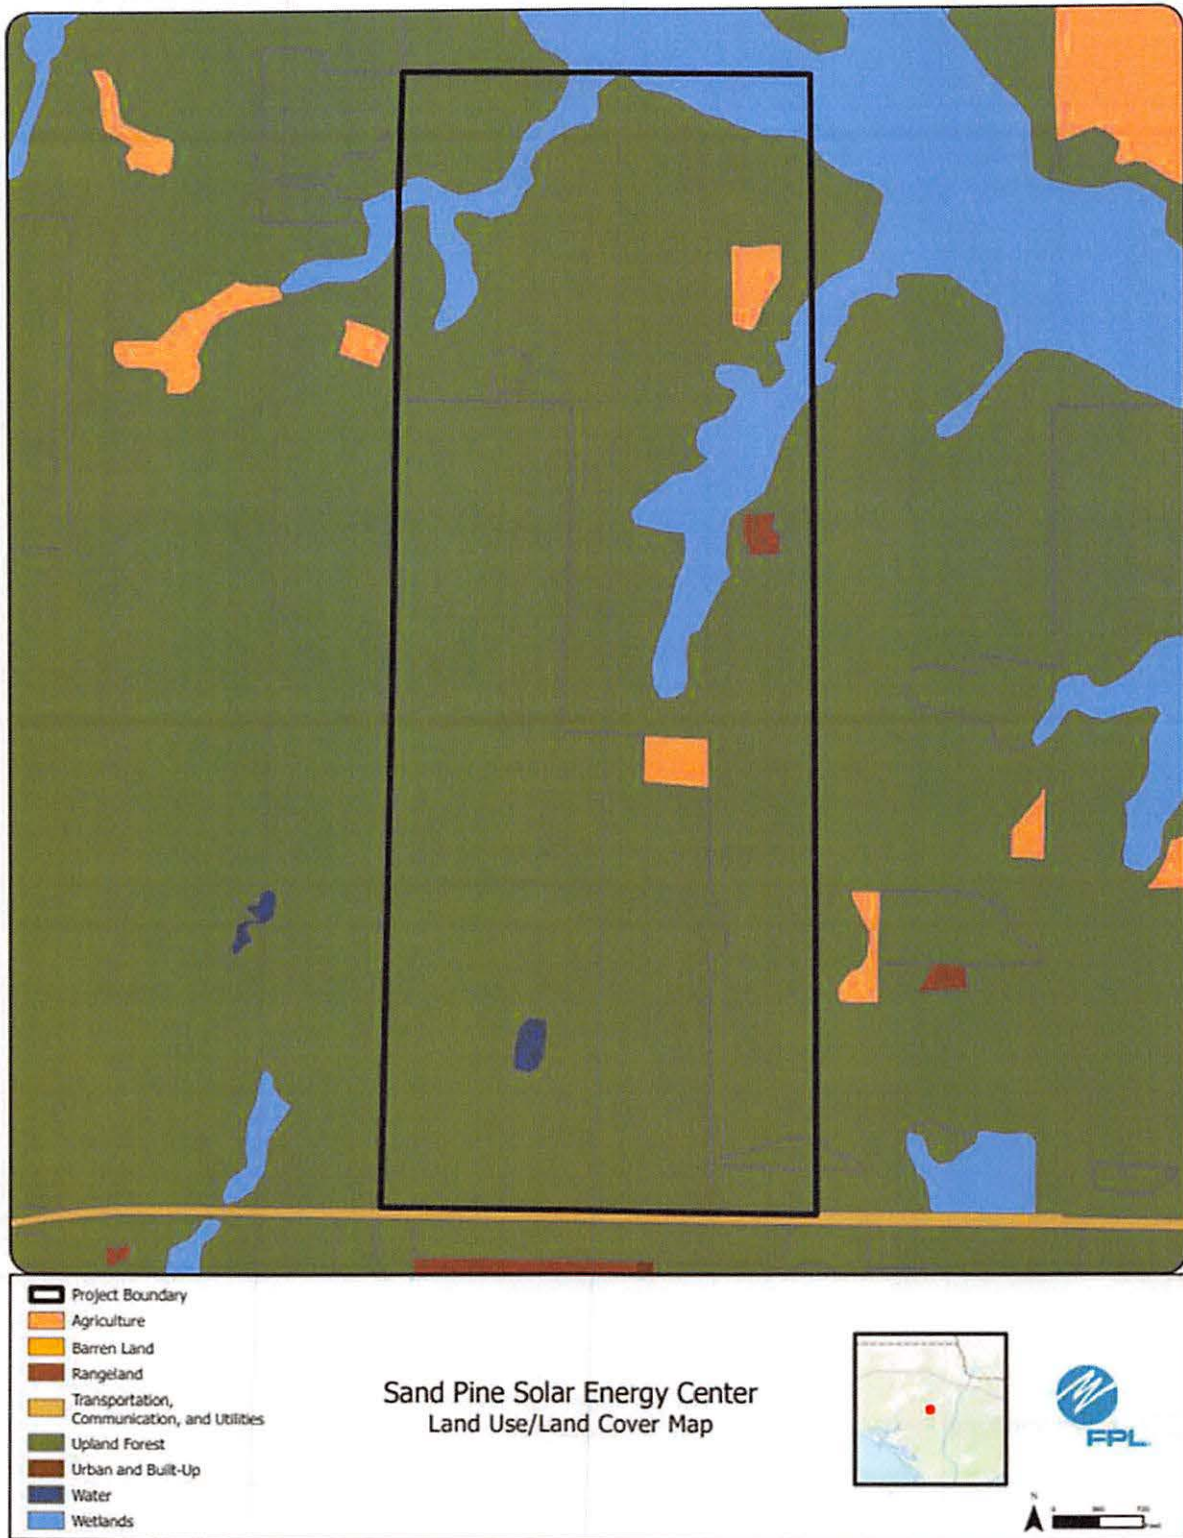 Project Boundary
Agriculture
Barren Land
Rangeland
Transportation,
Communication, and Utilities
Upland Forest
Urban and Built-Up
Water
Wetlands
Sand Pine Solar Energy Center
Land Use/Land Cover Map
FPL
N
0